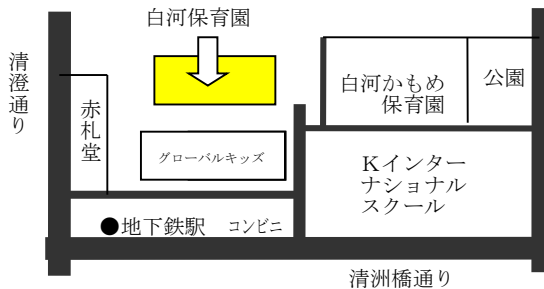 白河保育園
清澄通り
赤札堂
グローバルキッズ
白河かもめ
保育園
公園
Kインター
ナショナル
スクール
●地下鉄駅 コンビニ
清洲橋通り